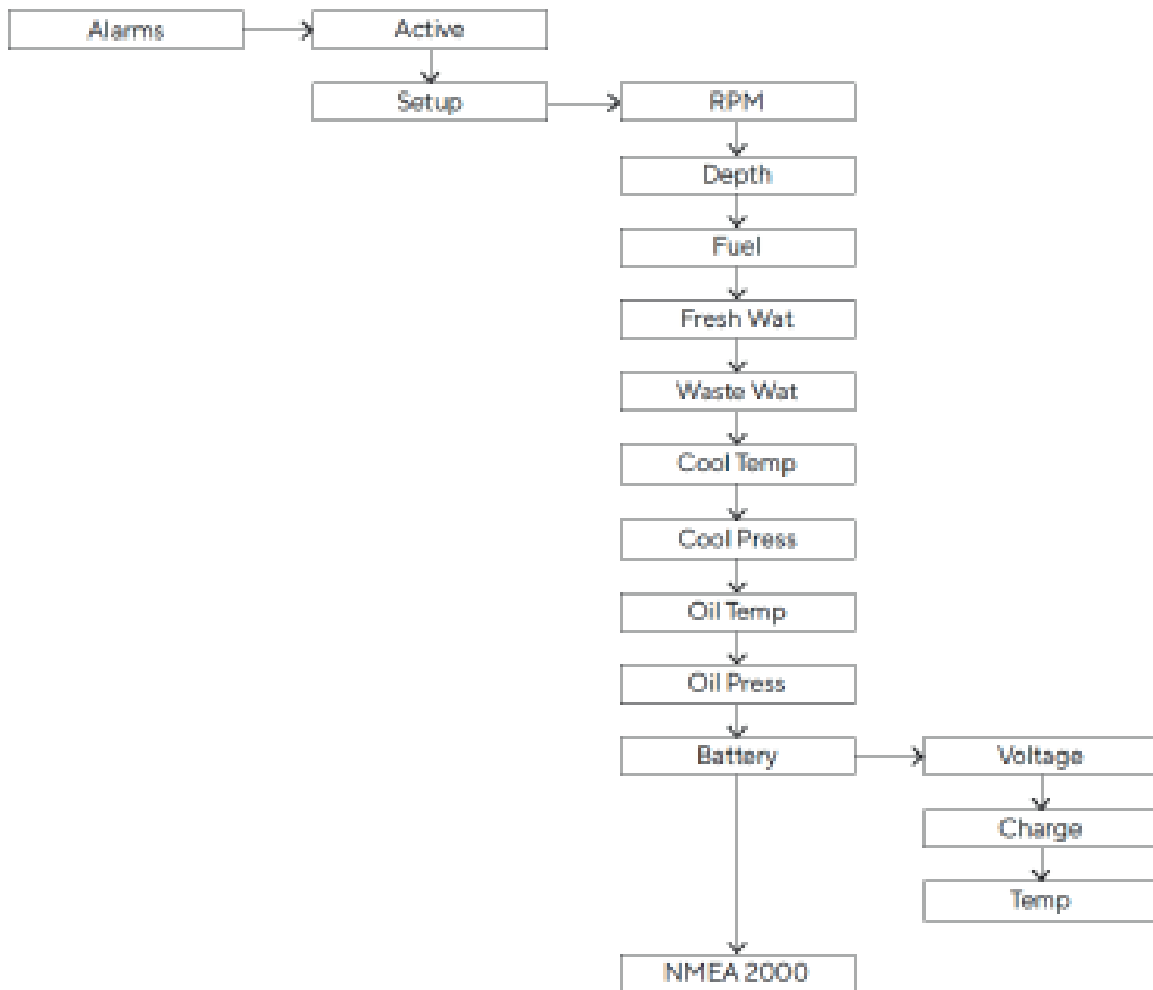 Alarms
Active
Setup
RPM
Depth
Fuel
Fresh Wat
Waste Wat
Cool Temp
Cool Press
Oil Temp
Oil Press
Battery
Voltage
Charge
Temp
NMEA 2000